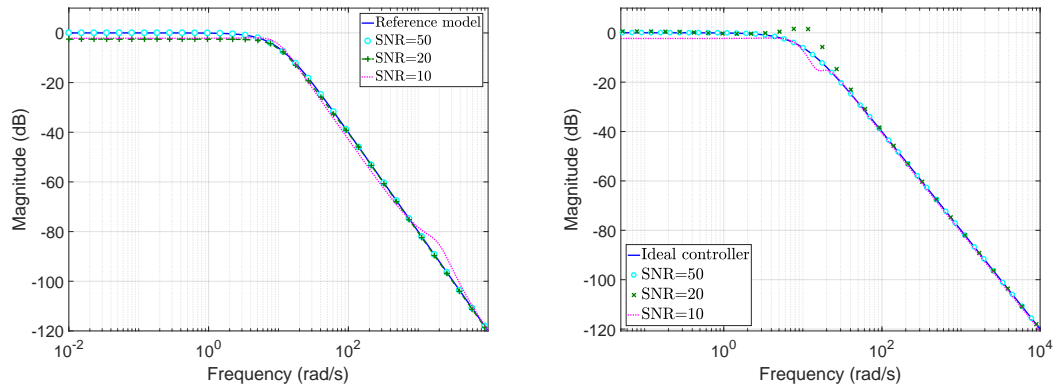 0
-20
-40
-60
-80
-100
-120
Magnitude (dB)
10^-2
10^0
10^2
Frequency (rad/s)
Reference model
SNR=50
SNR=20
SNR=10
0
-20
-40
-60
-80
-100
-120
Magnitude (dB)
10^0
10^2
10^4
Frequency (rad/s)
Ideal controller
SNR=50
SNR=20
SNR=10